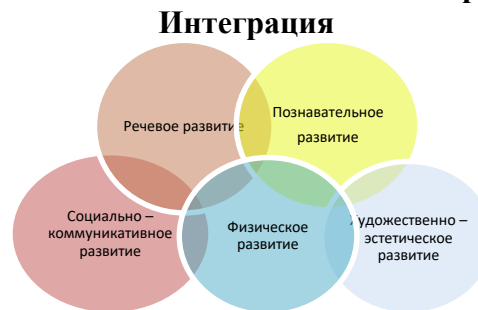 Интеграция
Речевое развитие
Познавательное
развитие
Социально –
коммуникативное
развитие
Физическое
развитие
Художественно –
эстетическое
развитие